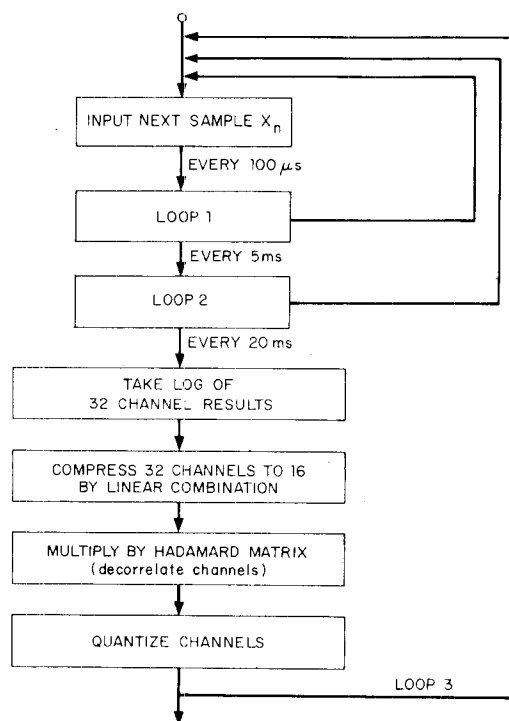 INPUT NEXT SAMPLE Xn
EVERY 100 μs
LOOP 1
EVERY 5ms
LOOP 2
EVERY 20 ms
TAKE LOG OF
32 CHANNEL RESULTS
COMPRESS 32 CHANNELS TO 16
BY LINEAR COMBINATION
MULTIPLY BY HADAMARD MATRIX
(decorrelate channels)
QUANTIZE CHANNELS
LOOP 3